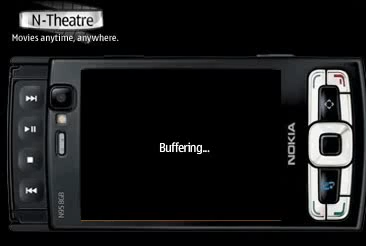 N-Theatre
Movies anytime, anywhere.
Buffering...
NOKIA
N95 8GB